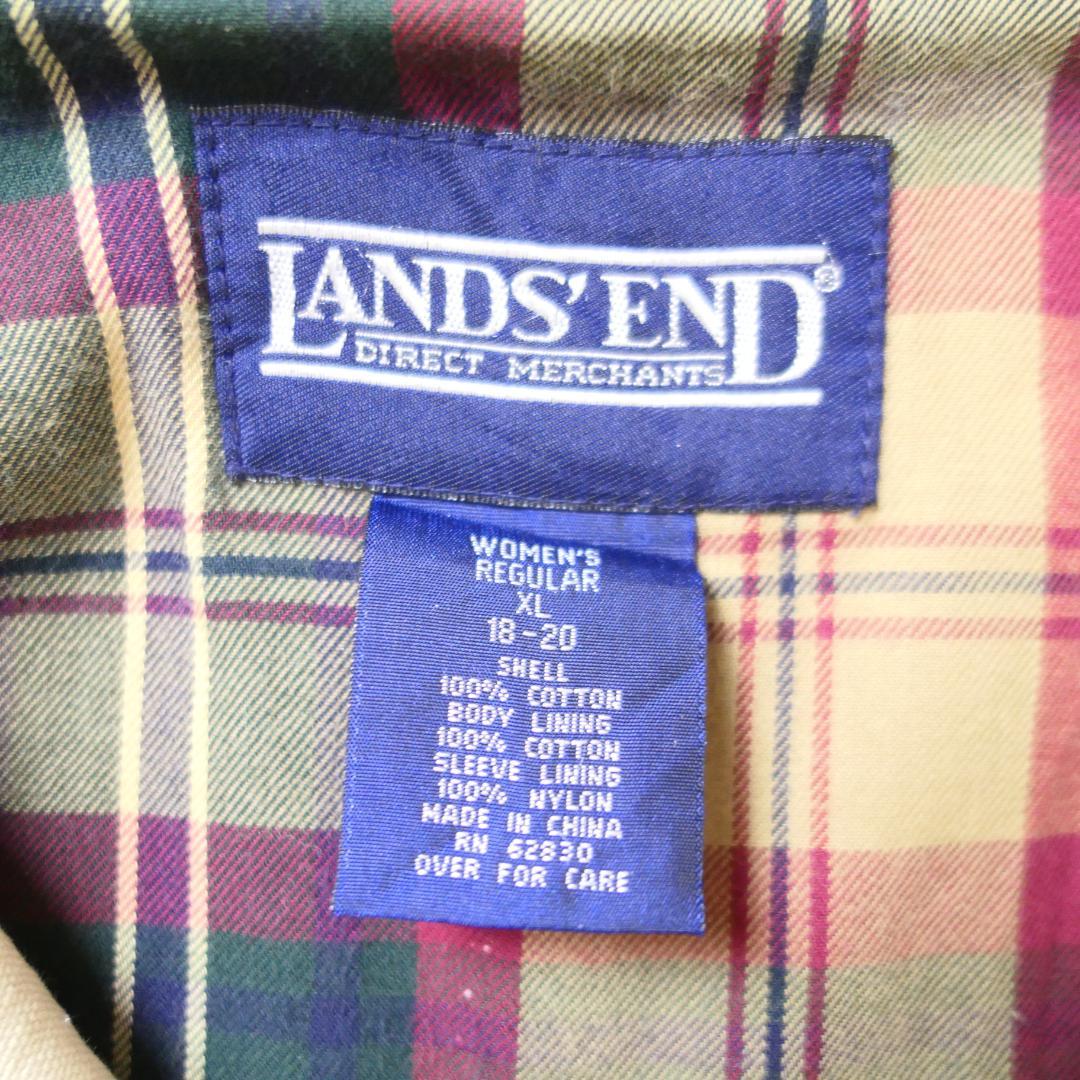 LANDS' END®
DIRECT MERCHANTS
WOMEN'S
REGULAR
XL
18-20
SHELL
100% COTTON
BODY LINING
100% COTTON
SLEEVE LINING
100% NYLON
MADE IN CHINA
RN 62830
OVER FOR CARE